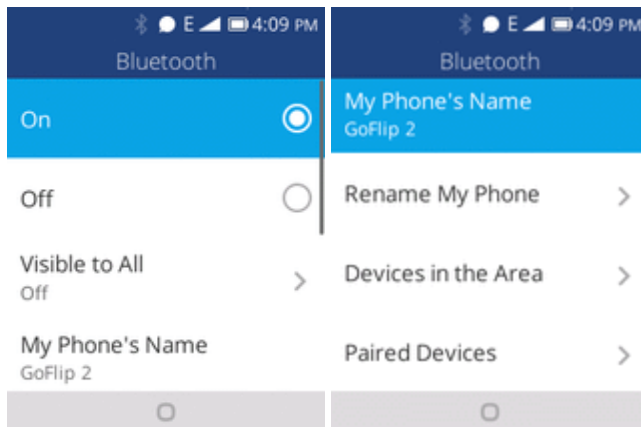 E 4:09 PM
Bluetooth
On
Off
Visible to All
Off
My Phone's Name
GoFlip 2
E 4:09 PM
Bluetooth
My Phone's Name
GoFlip 2
Rename My Phone
Devices in the Area
Paired Devices